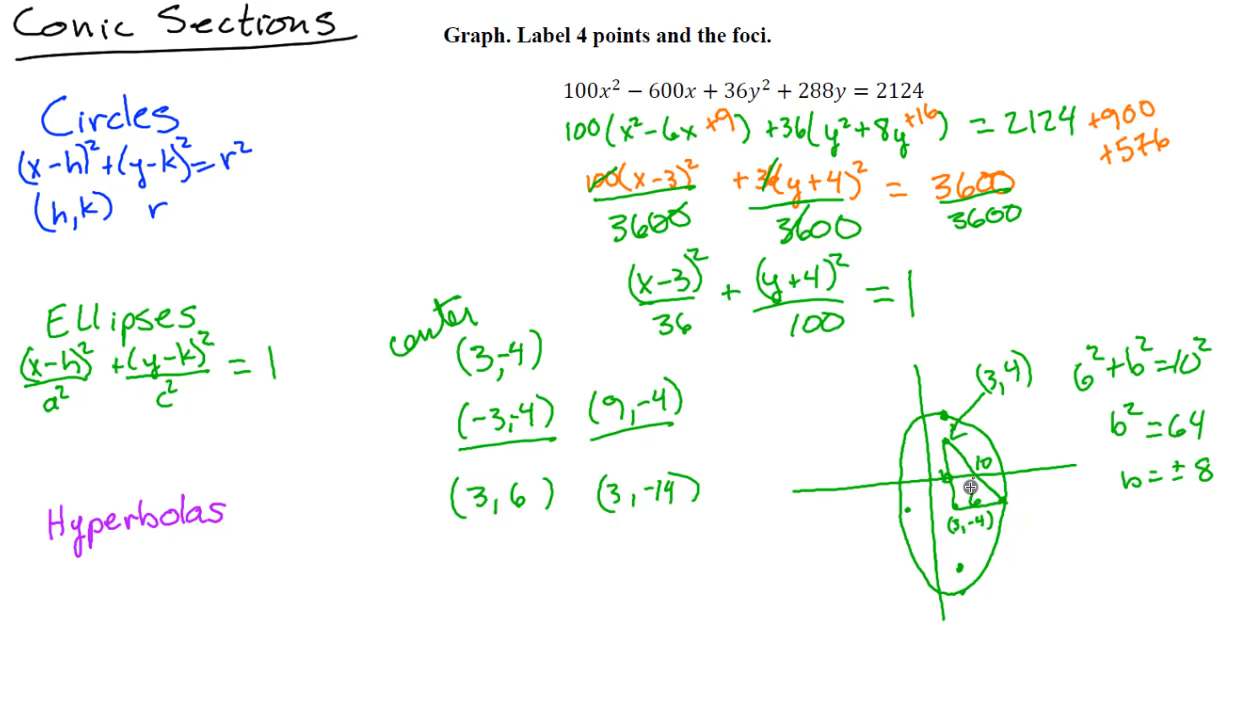 Conic Sections
Graph. Label 4 points and the foci.
100x² − 600x + 36y² + 288y = 2124
100(x² − 6x +9) +36(y² + 8y +16) = 2124 +900
+576
100(x−3)² + 36(y+4)² = 3600
3600 3600 3600
(x−3)² + (y+4)² = 1
36 100
Circles
(x−h)² + (y−k)² = r²
(h,k) r
Ellipses
(x−h)² + (y−k)² = 1
a² c²
Hyperbolas
center
(3,−4)
(−3,−4) (9,−4)
(3,6) (3,−14)
(3,4)
10
6
(3,−4)
6² + b² = 10²
b² = 64
b = ± 8